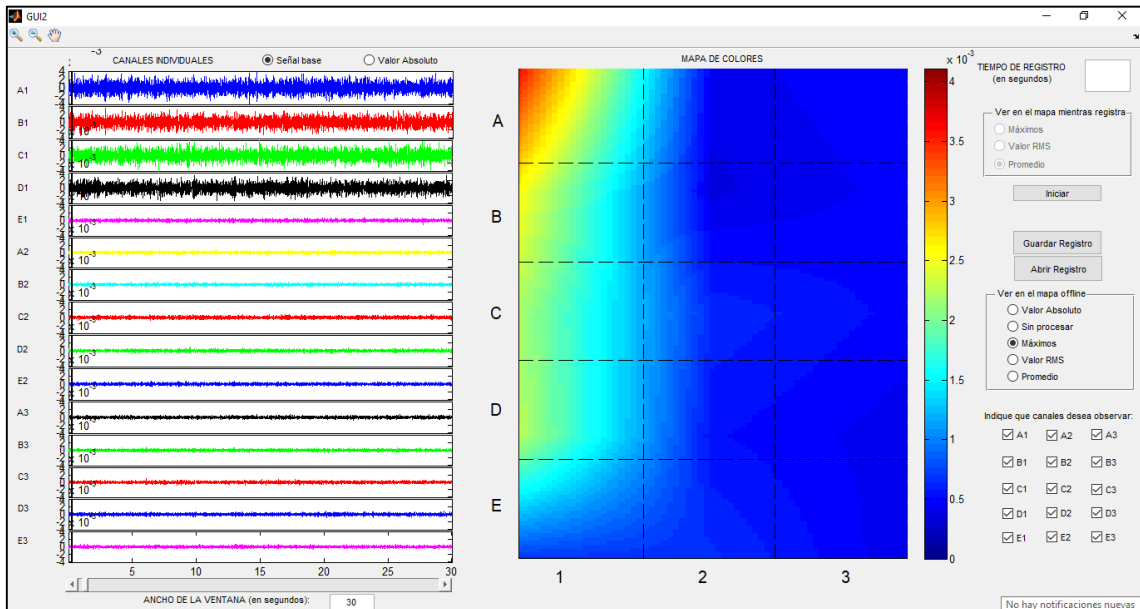 GUI2
CANALES INDIVIDUALES
Señal base
Valor Absoluto
-3
A1
B1
C1
D1
E1
A2
B2
C2
D2
E2
A3
B3
C3
D3
E3
5 10 15 20 25 30
ANCHO DE LA VENTANA (en segundos): 30
MAPA DE COLORES
A
B
C
D
E
1 2 3
x 10⁻³
4
3.5
3
2.5
2
1.5
1
0.5
0
TIEMPO DE REGISTRO
(en segundos)
Ver en el mapa mientras registra
Máximos
Valor RMS
Promedio
Iniciar
Guardar Registro
Abrir Registro
Ver en el mapa offline
Valor Absoluto
Sin procesar
Máximos
Valor RMS
Promedio
Indique que canales desea observar:
A1 A2 A3
B1 B2 B3
C1 C2 C3
D1 D2 D3
E1 E2 E3
No hay notificaciones nuevas